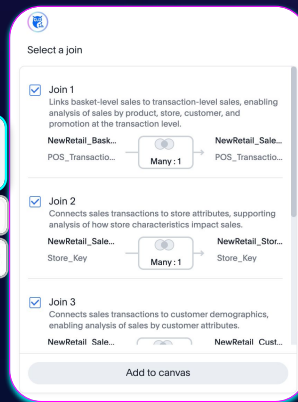 Select a join
Join 1
Links basket-level sales to transaction-level sales, enabling
analysis of sales by product, store, customer, and
promotion at the transaction level.
NewRetail_Bask... NewRetail_Sale...
POS_Transactio... Many : 1 POS_Transactio...
Join 2
Connects sales transactions to store attributes, supporting
analysis of how store characteristics impact sales.
NewRetail_Sale... NewRetail_Stor...
Store_Key Many : 1 Store_Key
Join 3
Connects sales transactions to customer demographics,
enabling analysis of sales by customer attributes.
NewRetail_Sale... NewRetail_Cust...
Add to canvas